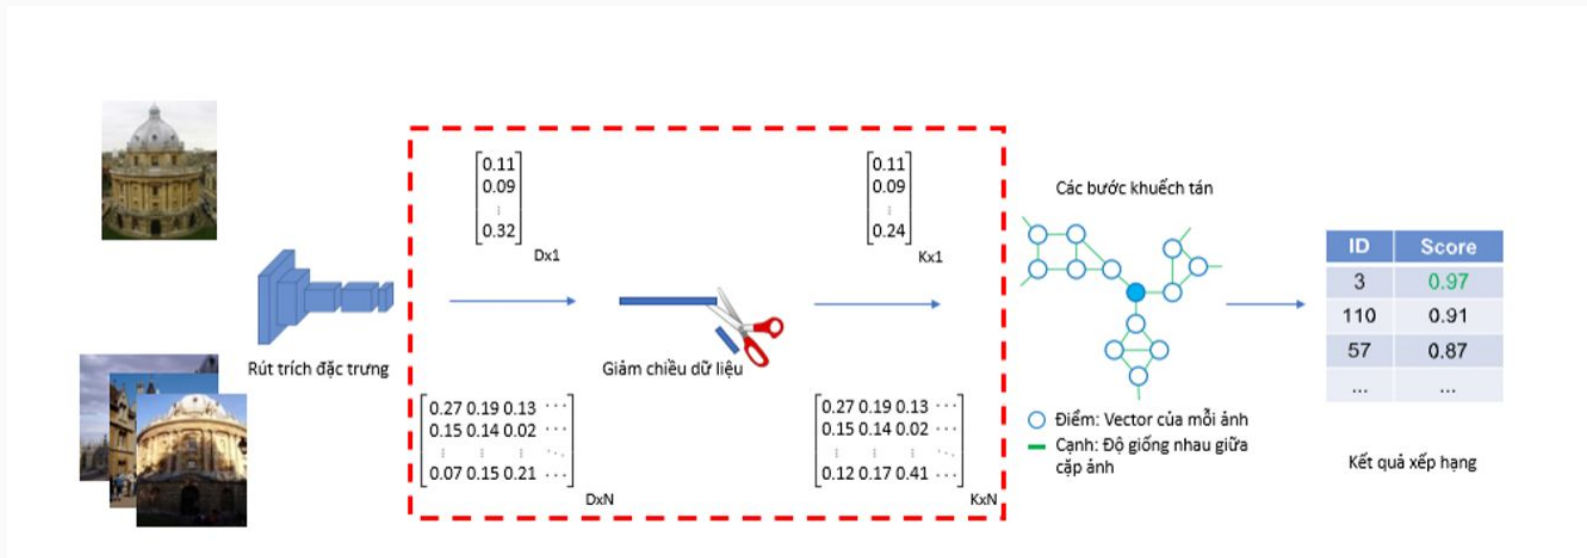 Rút trích đặc trưng
0.11
0.09
⋮
0.32
Dx1
Giảm chiều dữ liệu
0.27 0.19 0.13 ···
0.15 0.14 0.02 ···
⋮ ⋮ ⋮ ⋱
0.07 0.15 0.21 ...
DxN
0.11
0.09
⋮
0.24
Kx1
0.27 0.19 0.13 ···
0.15 0.14 0.02 ···
⋮ ⋮ ⋮ ⋱
0.12 0.17 0.41 ...
KxN
Các bước khuếch tán
Điểm: Vector của mỗi ảnh
Cạnh: Độ giống nhau giữa
cặp ảnh
ID Score
3 0.97
110 0.91
57 0.87
... ...
Kết quả xếp hạng